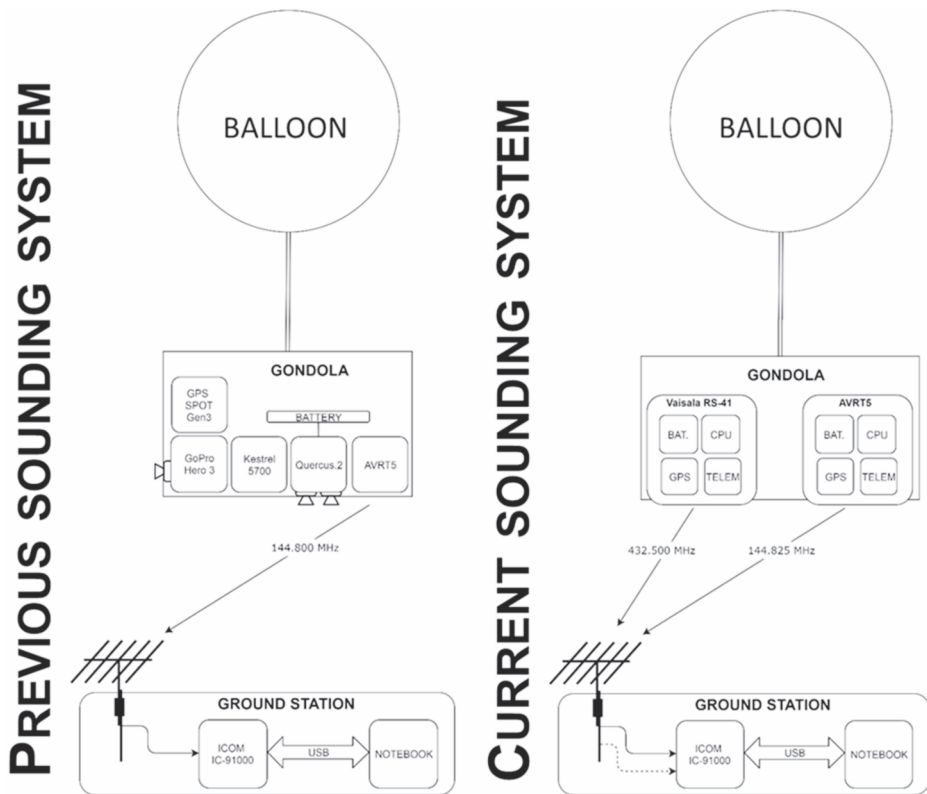 PREVIOUS SOUNDING SYSTEM
BALLOON
GONDOLA
GPS
SPOT
Gen3
BATTERY
GoPro
Hero 3
Kestrel
5700
Quercus.2
AVRT5
144.800 MHz
GROUND STATION
ICOM
IC-91000
USB
NOTEBOOK
CURRENT SOUNDING SYSTEM
BALLOON
GONDOLA
Vaisala RS-41
BAT.
CPU
GPS
TELEM
AVRT5
BAT.
CPU
GPS
TELEM
432.500 MHz
144.825 MHz
GROUND STATION
ICOM
IC-91000
USB
NOTEBOOK